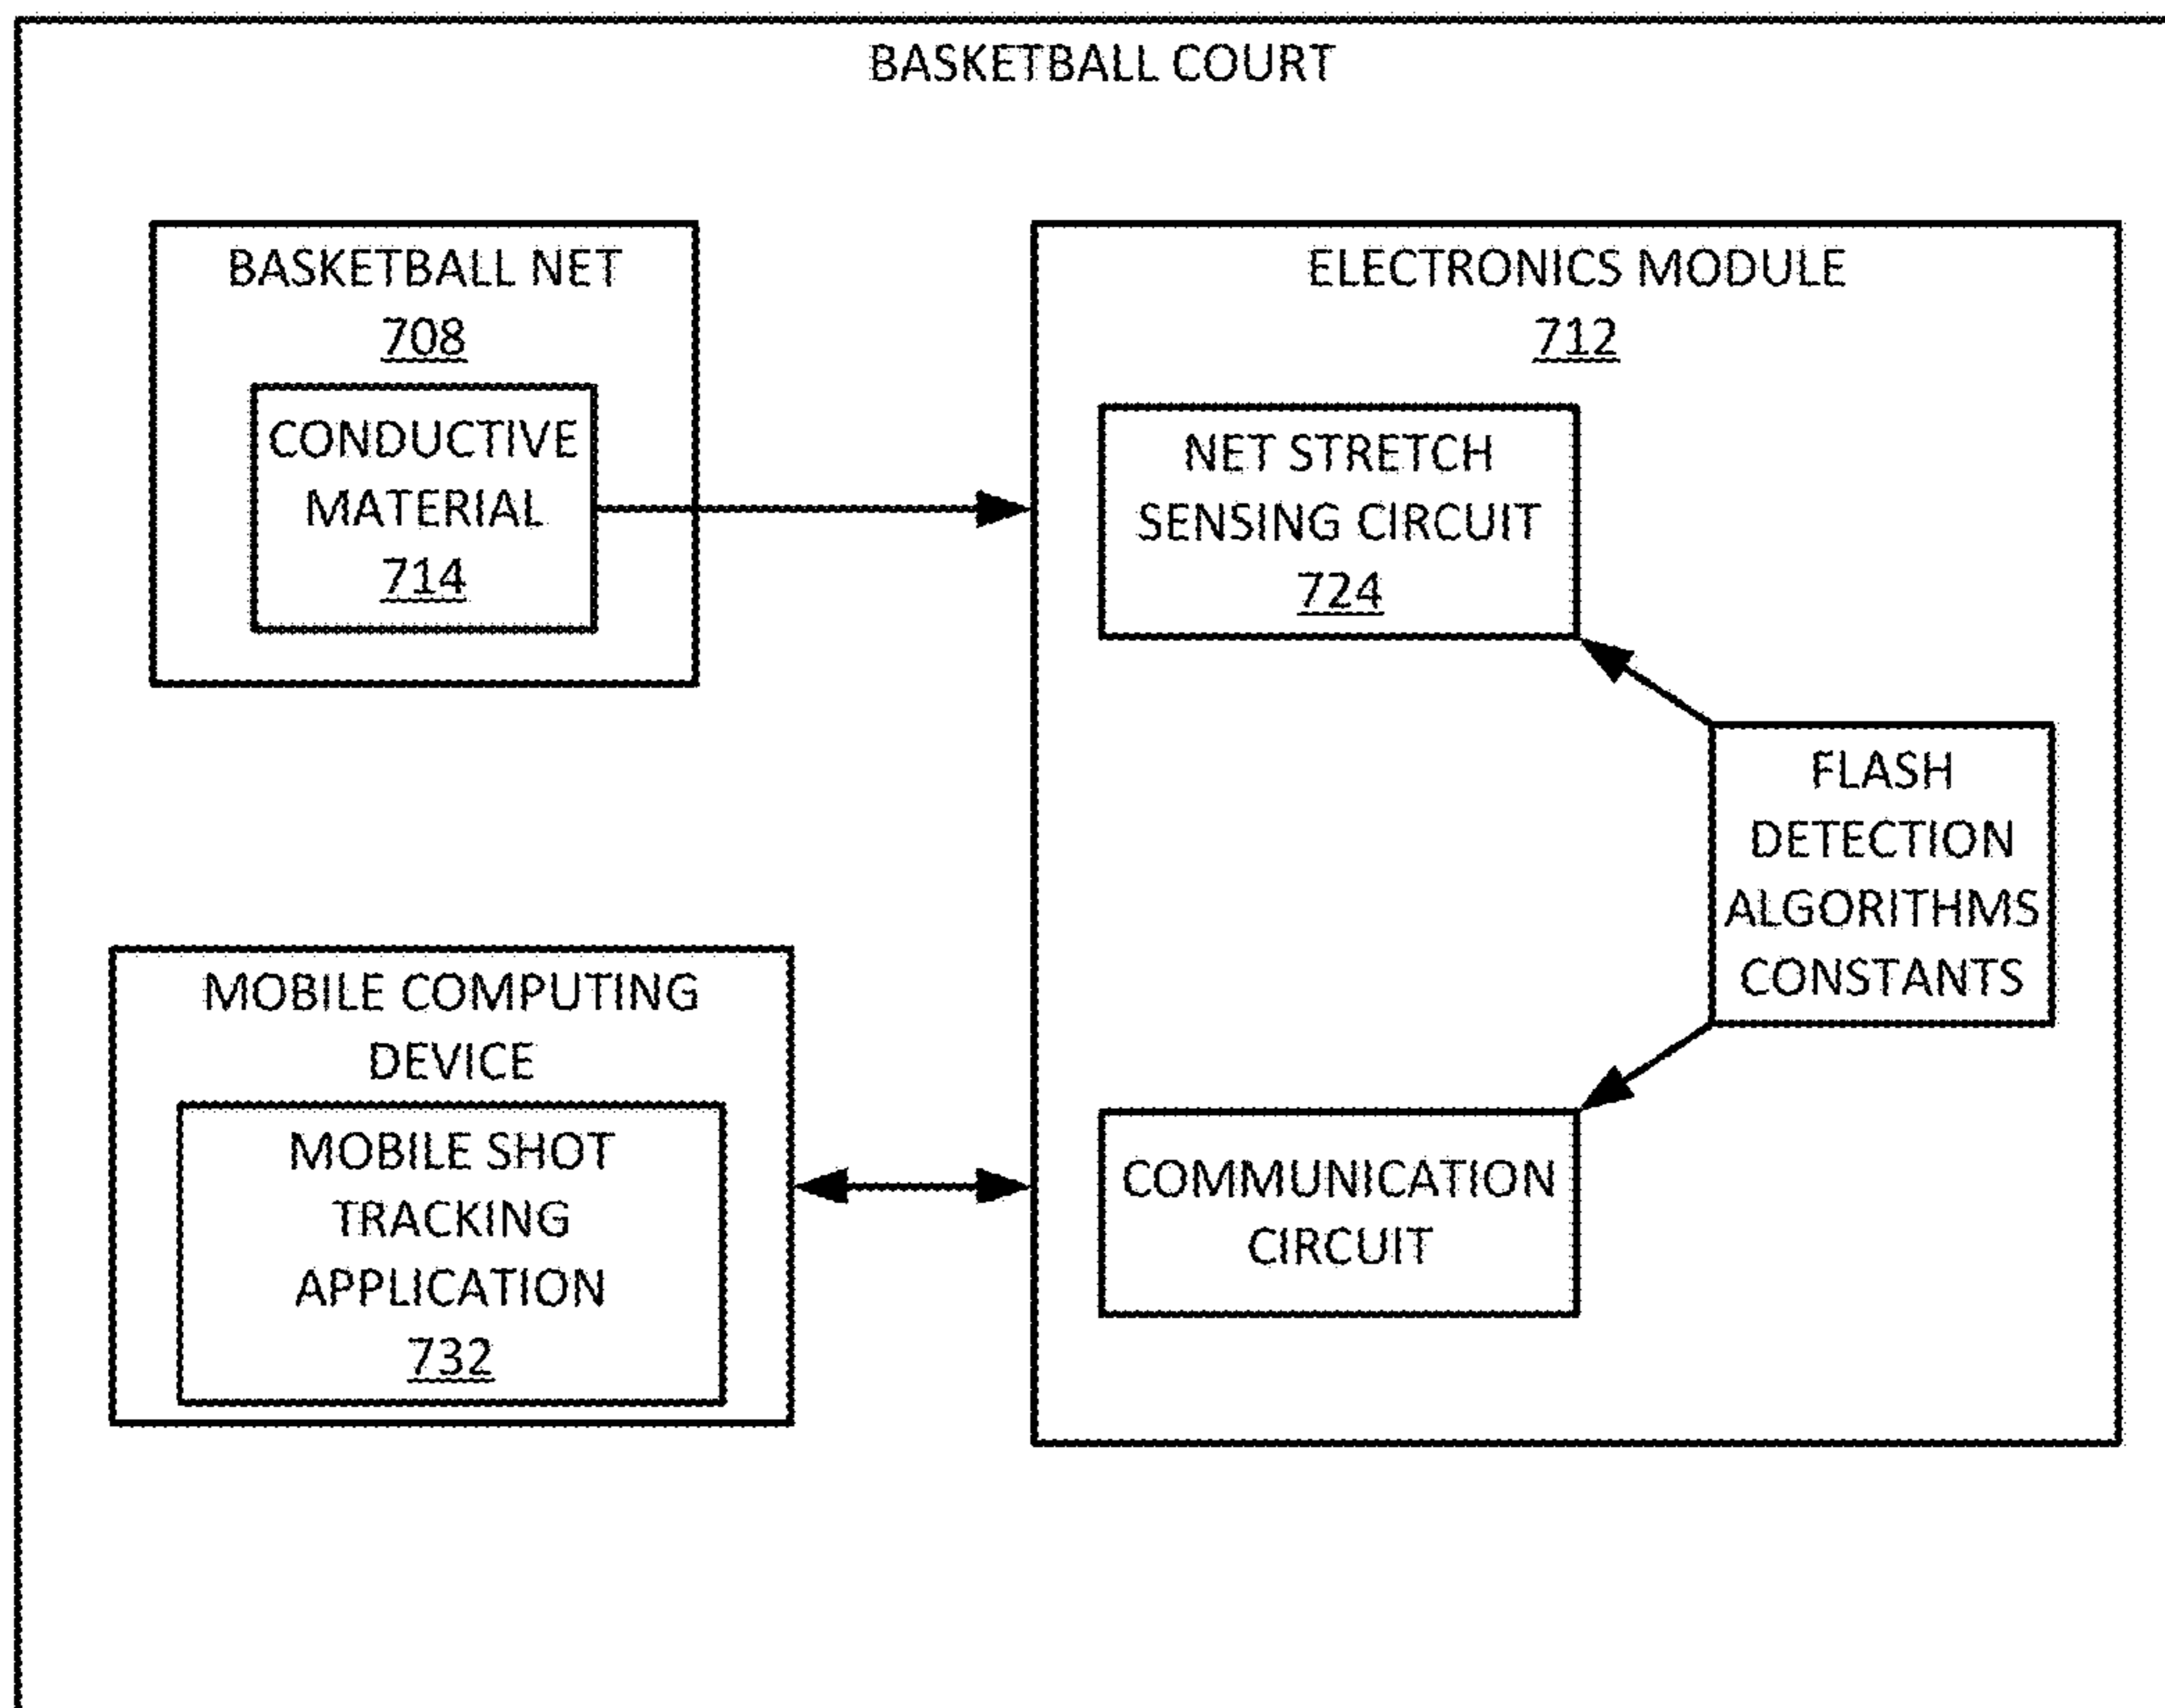 BASKETBALL COURT
BASKETBALL NET
708
CONDUCTIVE
MATERIAL
714
ELECTRONICS MODULE
712
NET STRETCH
SENSING CIRCUIT
724
FLASH
DETECTION
ALGORITHMS
CONSTANTS
COMMUNICATION
CIRCUIT
MOBILE COMPUTING
DEVICE
MOBILE SHOT
TRACKING
APPLICATION
732